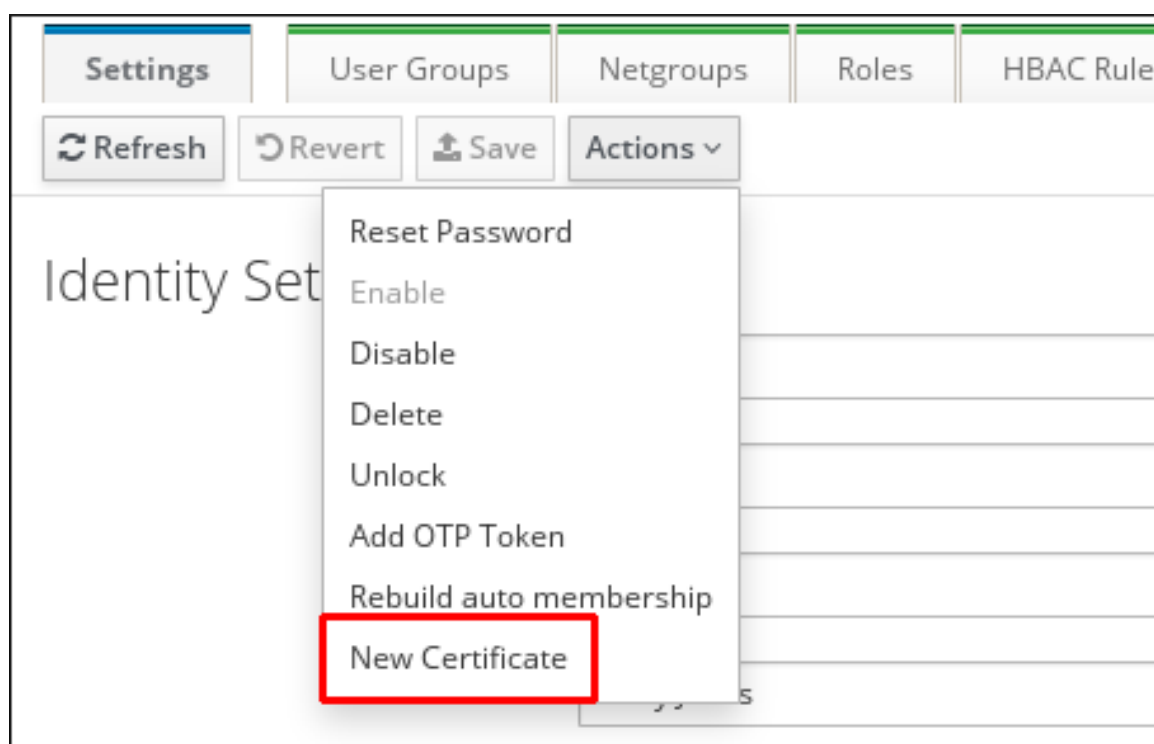 Settings User Groups Netgroups Roles HBAC Rule
Refresh Revert Save Actions
Identity Set
Reset Password
Enable
Disable
Delete
Unlock
Add OTP Token
Rebuild auto membership
New Certificate